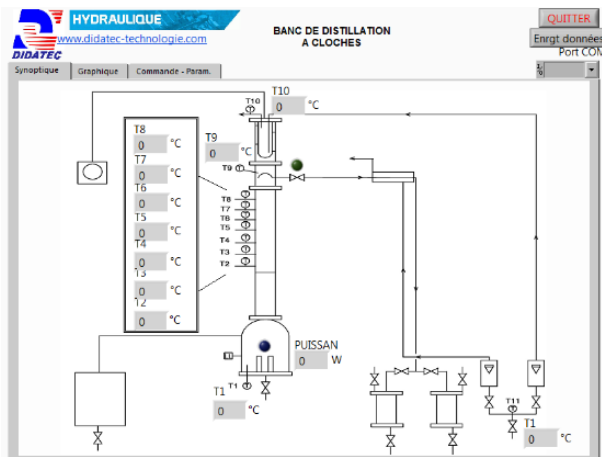 HYDRAULIQUE
www.didatec-technologie.com
DIDATEC
BANC DE DISTILLATION
A CLOCHES
QUITTER
Enrgt données
Port COM
Synoptique
Graphique
Commande - Param.
T10
T10
0 °C
T8
0 °C
T7
0 °C
T6
0 °C
T5
0 °C
T4
0 °C
T3
0 °C
T2
0 °C
T9
0 °C
T9
T8
T7
T6
T5
T4
T3
T2
PUISSAN
0 W
T1
T1
0 °C
T11
T1
0 °C